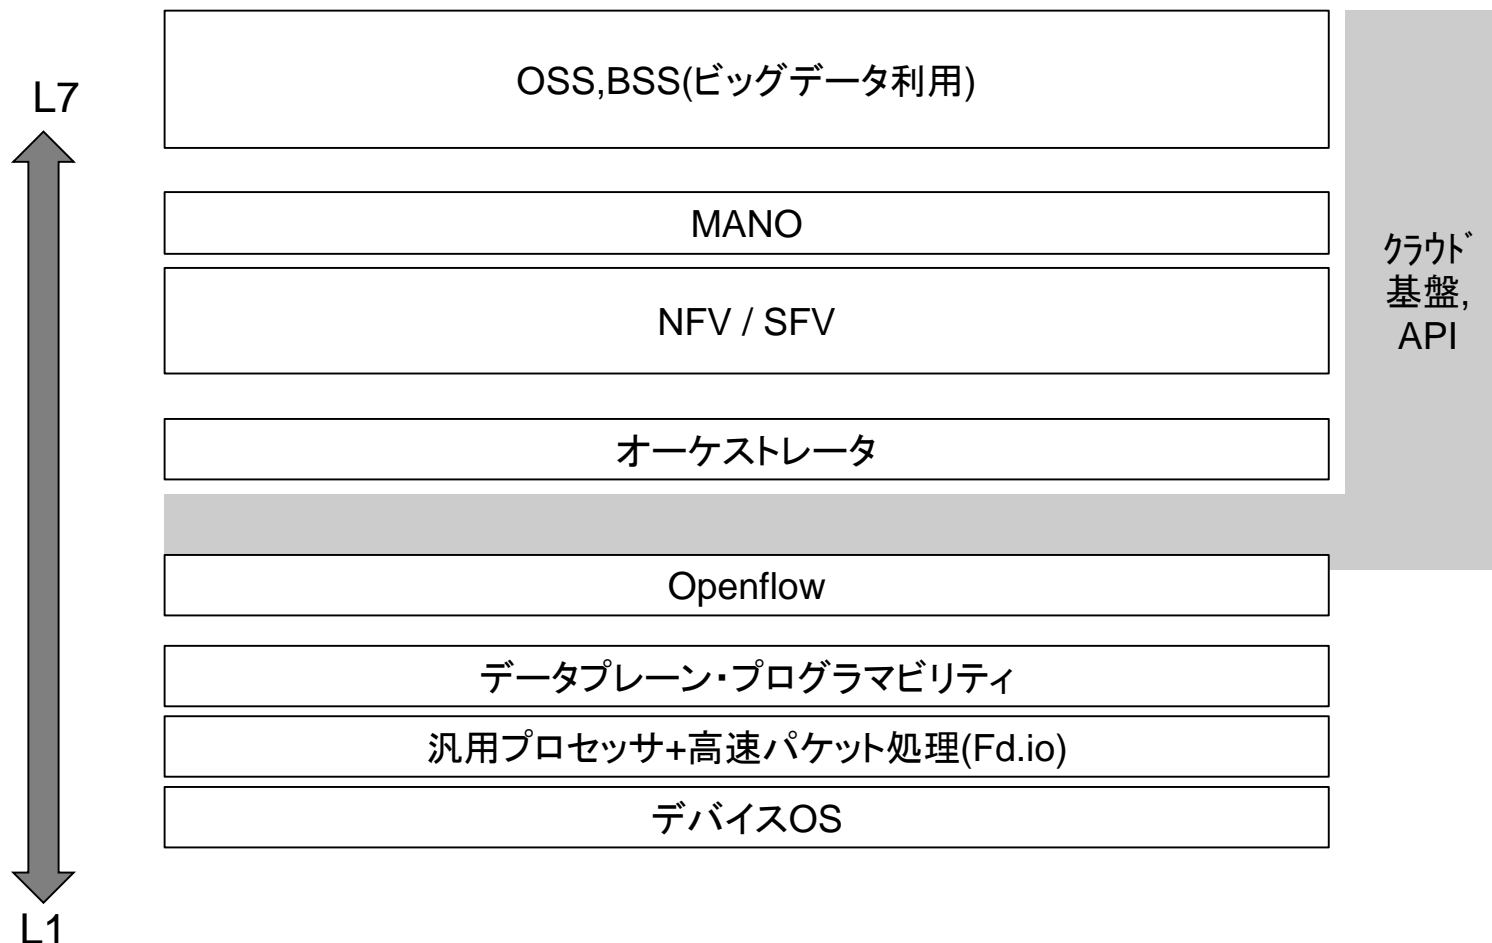 L7
OSS,BSS(ビッグデータ利用)
MANO
NFV / SFV
クラウド
基盤,
API
オーケストレータ
Openflow
データプレーン・プログラマビリティ
汎用プロセッサ+高速パケット処理(Fd.io)
デバイスOS
L1